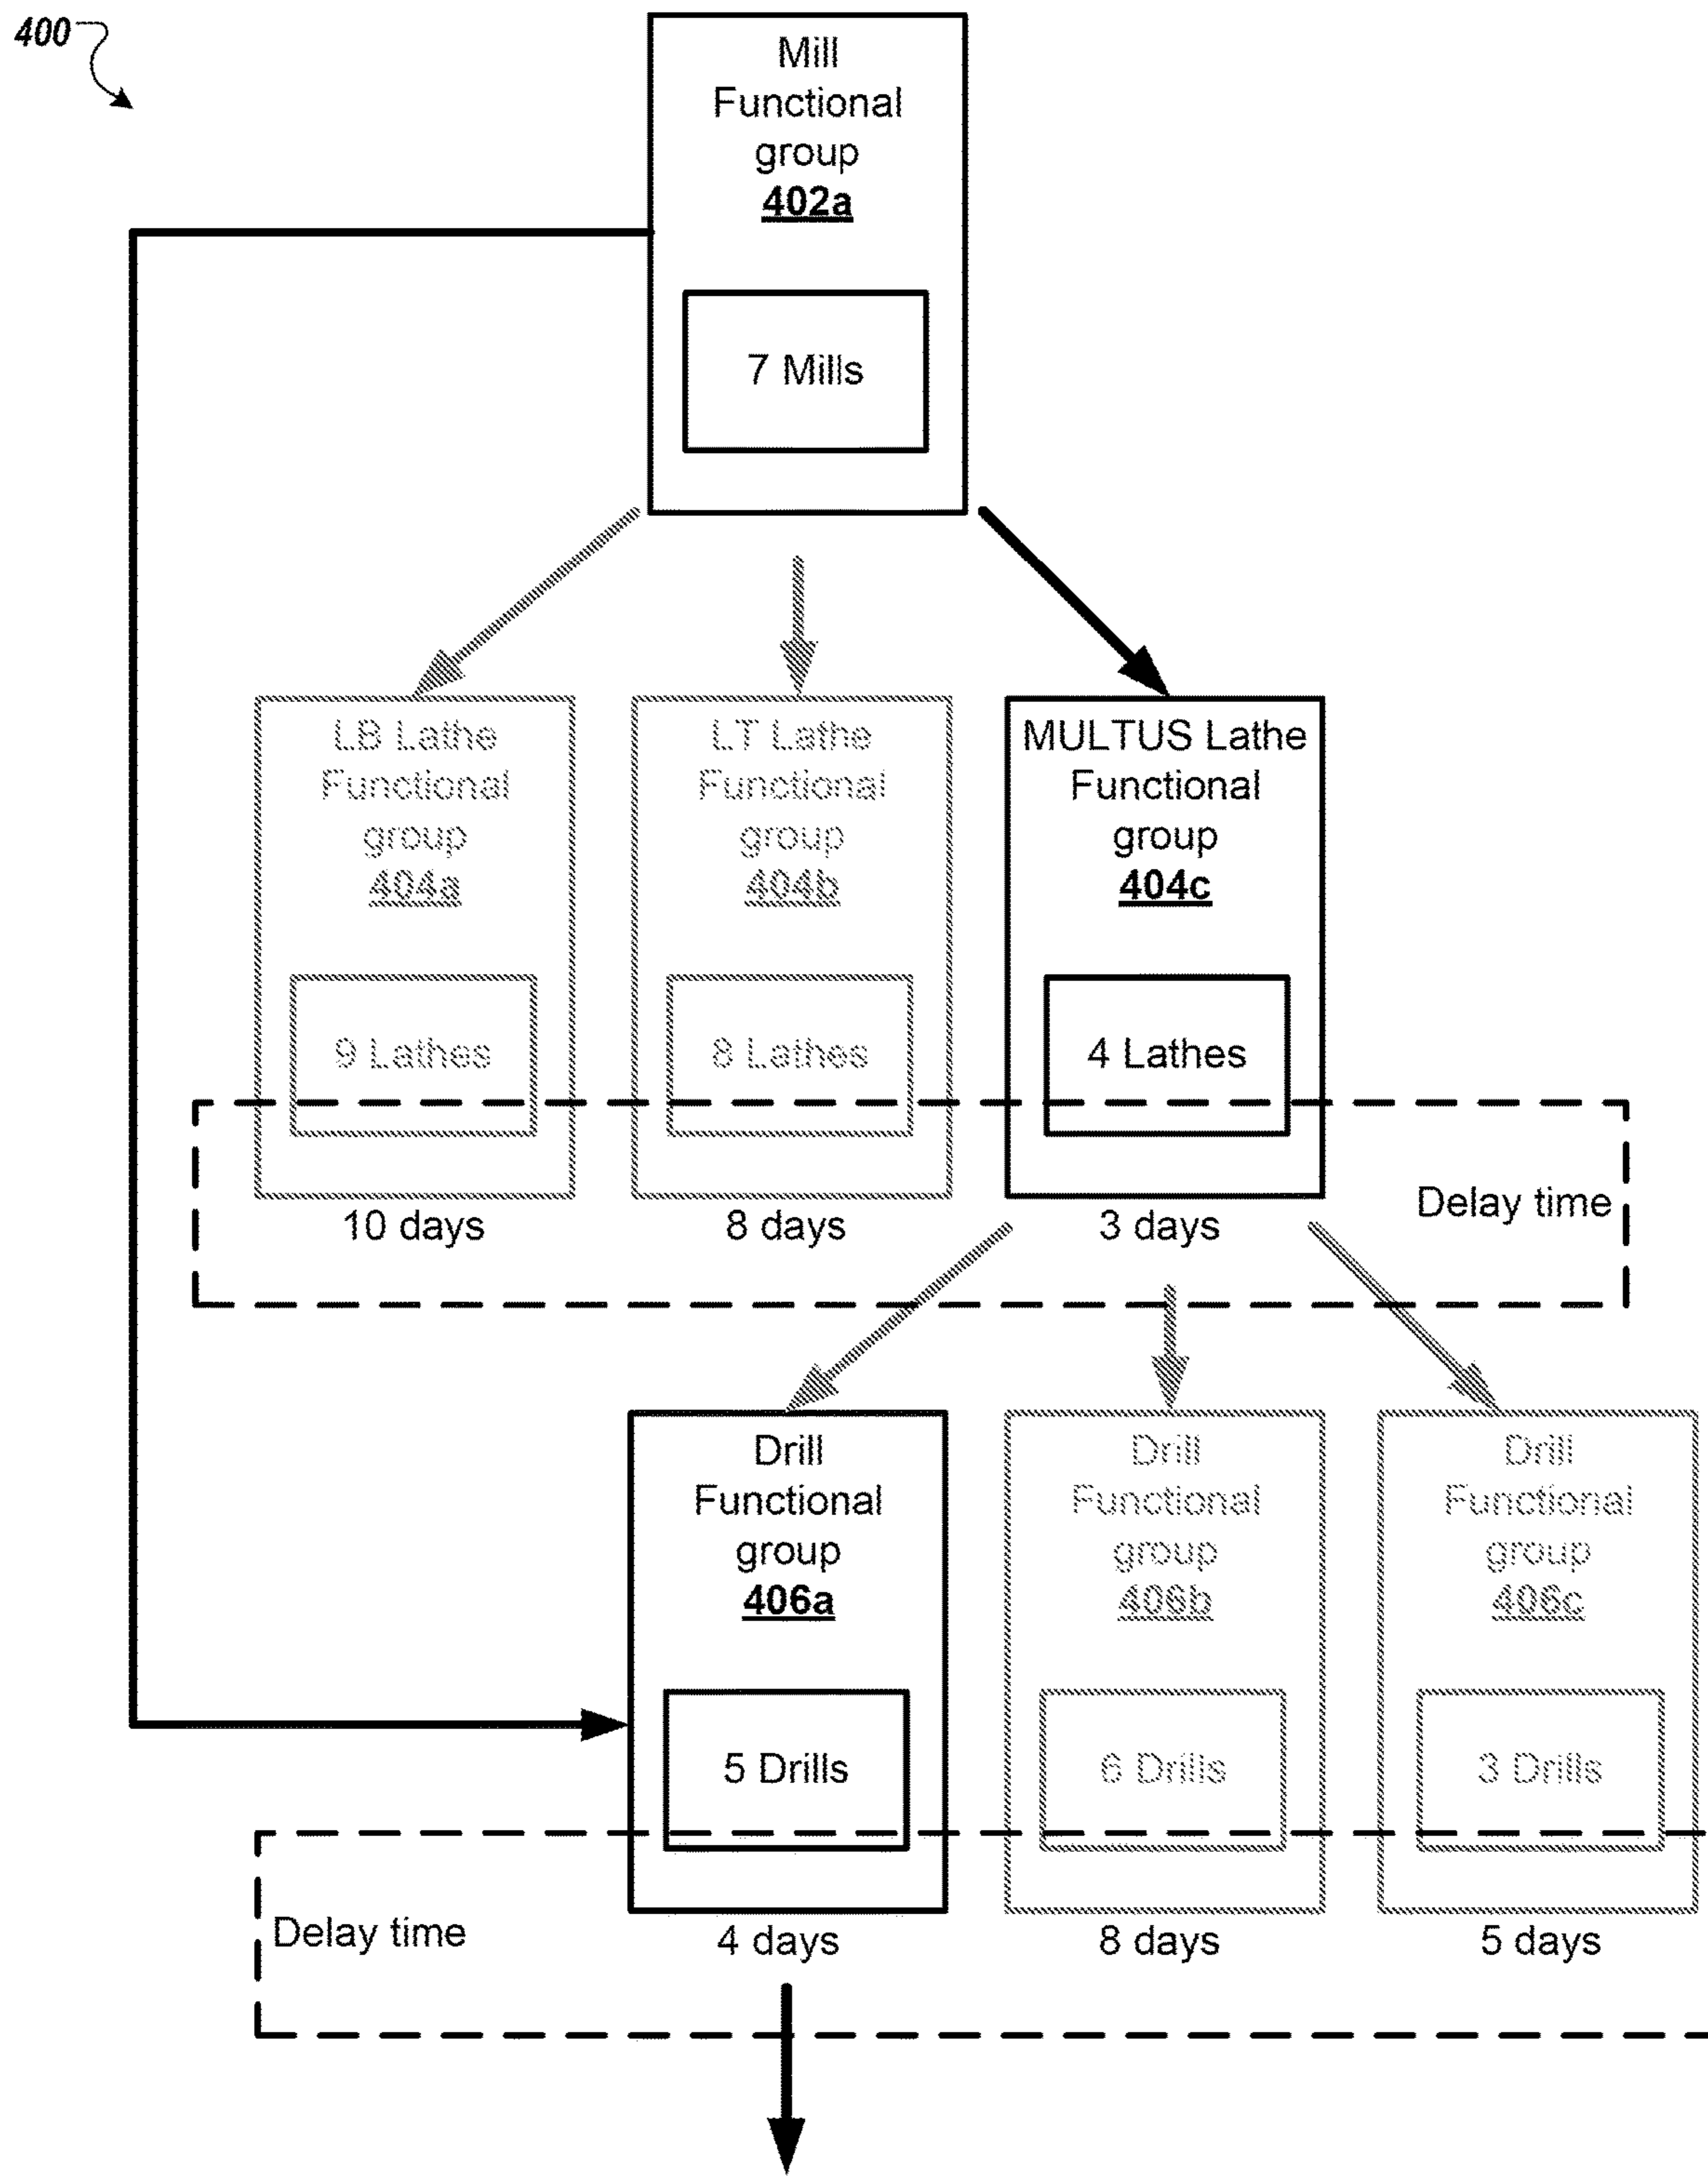 400
Mill
Functional
group
402a
7 Mills
LB Lathe
Functional
group
404a
9 Lathes
10 days
LT Lathe
Functional
group
404b
8 Lathes
8 days
MULTUS Lathe
Functional
group
404c
4 Lathes
3 days
Delay time
Drill
Functional
group
406a
5 Drills
4 days
Drill
Functional
group
406b
6 Drills
8 days
Drill
Functional
group
406c
3 Drills
5 days
Delay time